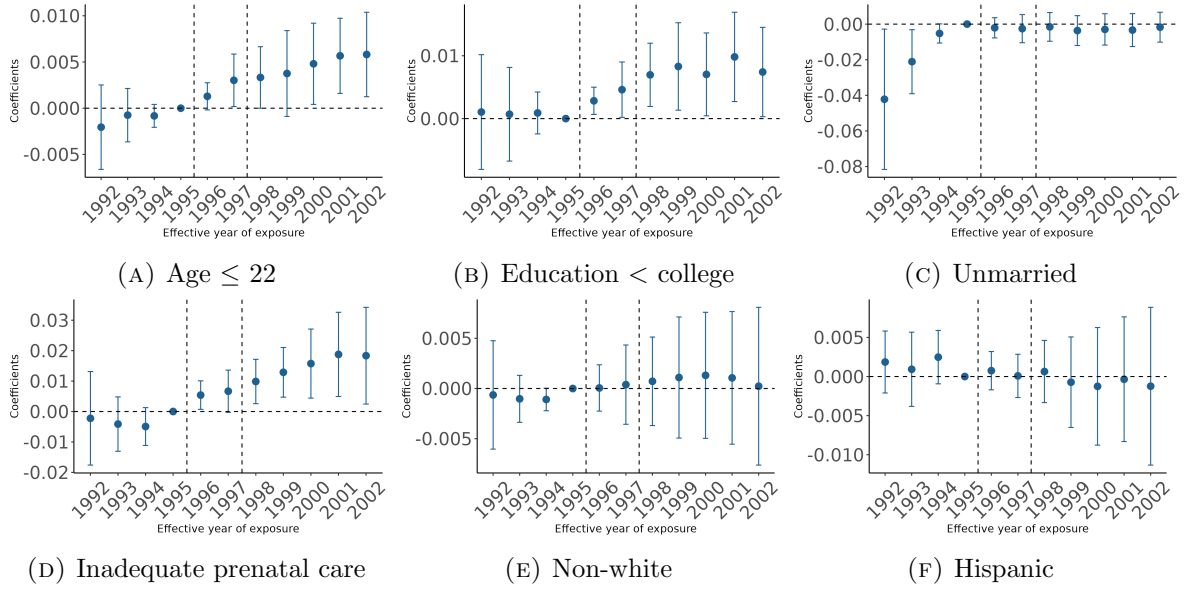 0.010
0.005
0.000
-0.005
Coefficients
1992 1993 1994 1995 1996 1997 1998 1999 2000 2001 2002
Effective year of exposure
(A) Age ≤ 22
0.01
0.00
Coefficients
1992 1993 1994 1995 1996 1997 1998 1999 2000 2001 2002
Effective year of exposure
(B) Education < college
0.00
-0.02
-0.04
-0.06
-0.08
Coefficients
1992 1993 1994 1995 1996 1997 1998 1999 2000 2001 2002
Effective year of exposure
(C) Unmarried
0.03
0.02
0.01
0.00
-0.01
-0.02
Coefficients
1992 1993 1994 1995 1996 1997 1998 1999 2000 2001 2002
Effective year of exposure
(D) Inadequate prenatal care
0.005
0.000
-0.005
Coefficients
1992 1993 1994 1995 1996 1997 1998 1999 2000 2001 2002
Effective year of exposure
(E) Non-white
0.005
0.000
-0.005
-0.010
Coefficients
1992 1993 1994 1995 1996 1997 1998 1999 2000 2001 2002
Effective year of exposure
(F) Hispanic